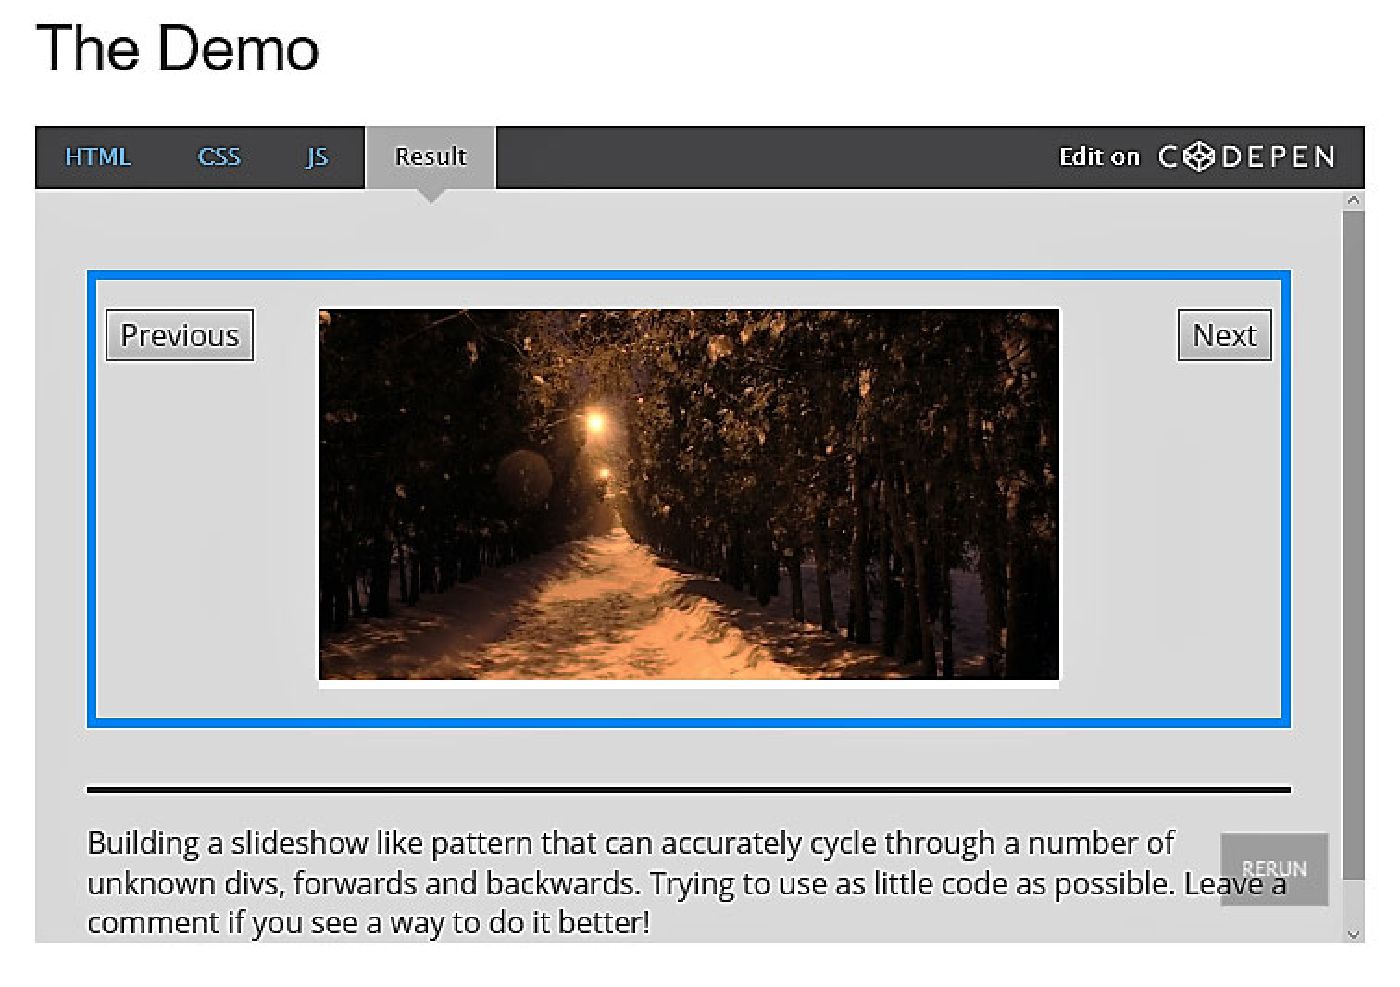 The Demo
HTML CSS JS Result Edit on CODEPEN
Previous Next
Building a slideshow like pattern that can accurately cycle through a number of
unknown divs, forwards and backwards. Trying to use as little code as possible. Leave a
RERUN
comment if you see a way to do it better!